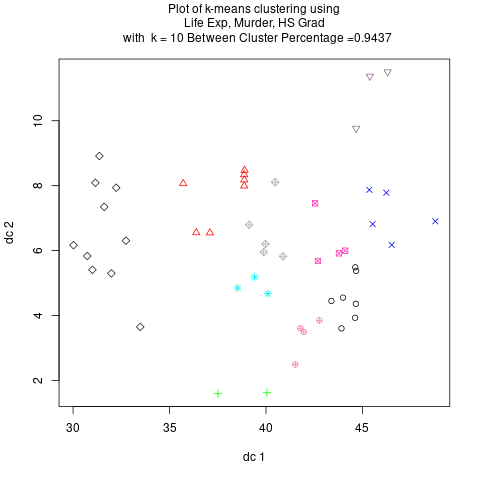 Plot of k-means clustering using
Life Exp, Murder, HS Grad
with  k = 10 Between Cluster Percentage =0.9437
10
8
6
4
2
dc 2
30
35
40
45
dc 1